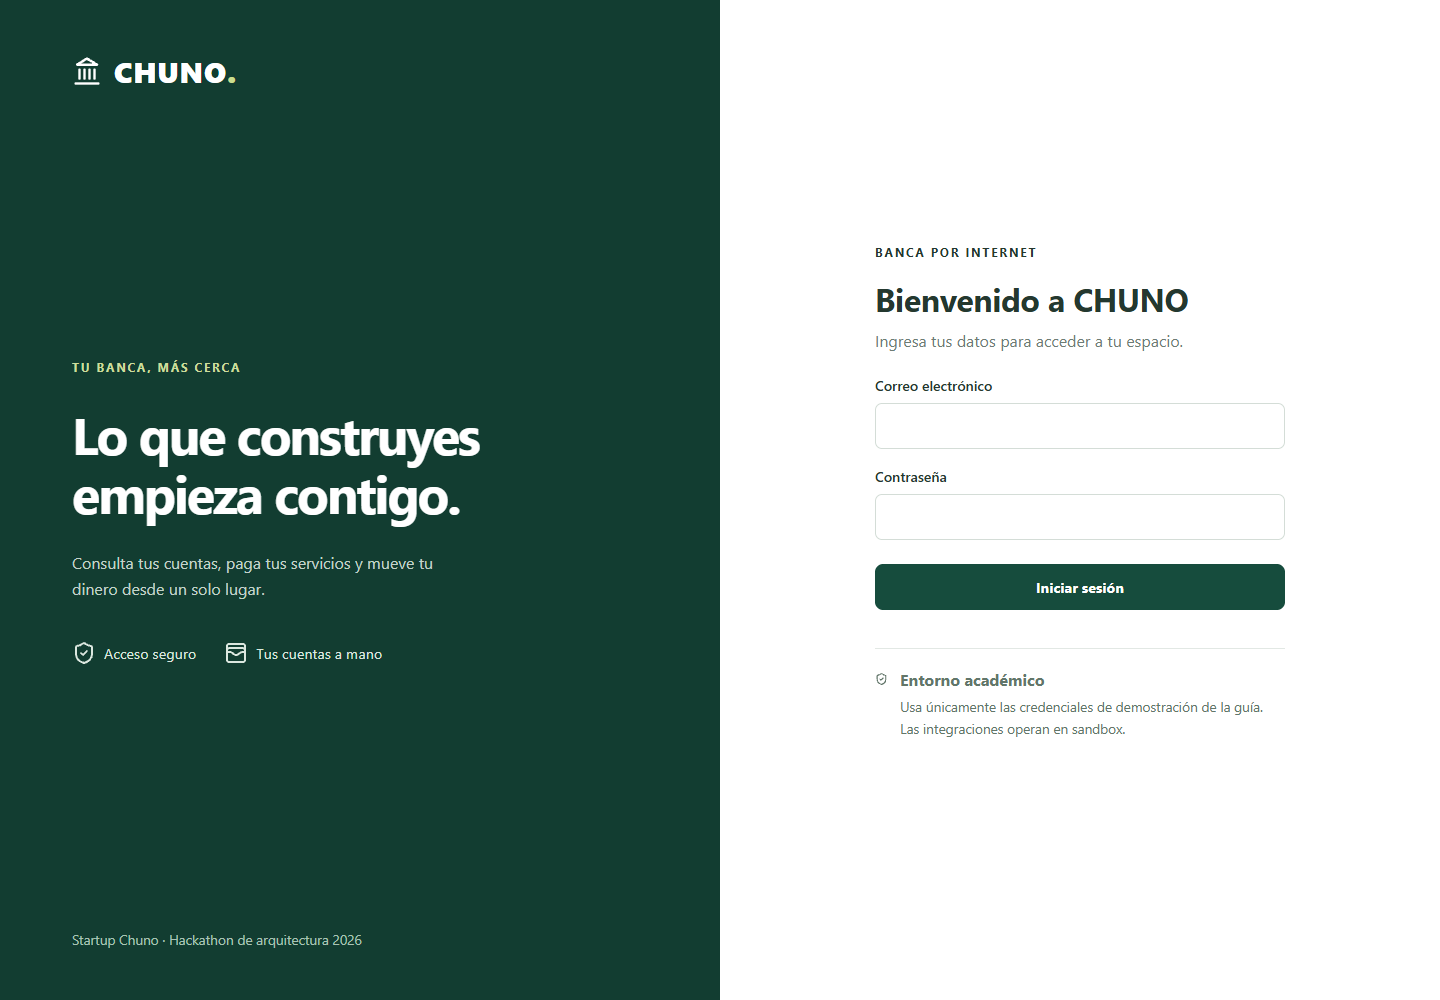 CHUNO.
TU BANCA, MÁS CERCA
Lo que construyes
empieza contigo.
Consulta tus cuentas, paga tus servicios y mueve tu
dinero desde un solo lugar.
Acceso seguro
Tus cuentas a mano
Startup Chuno · Hackathon de arquitectura 2026
BANCA POR INTERNET
Bienvenido a CHUNO
Ingresa tus datos para acceder a tu espacio.
Correo electrónico
Contraseña
Iniciar sesión
Entorno académico
Usa únicamente las credenciales de demostración de la guía.
Las integraciones operan en sandbox.